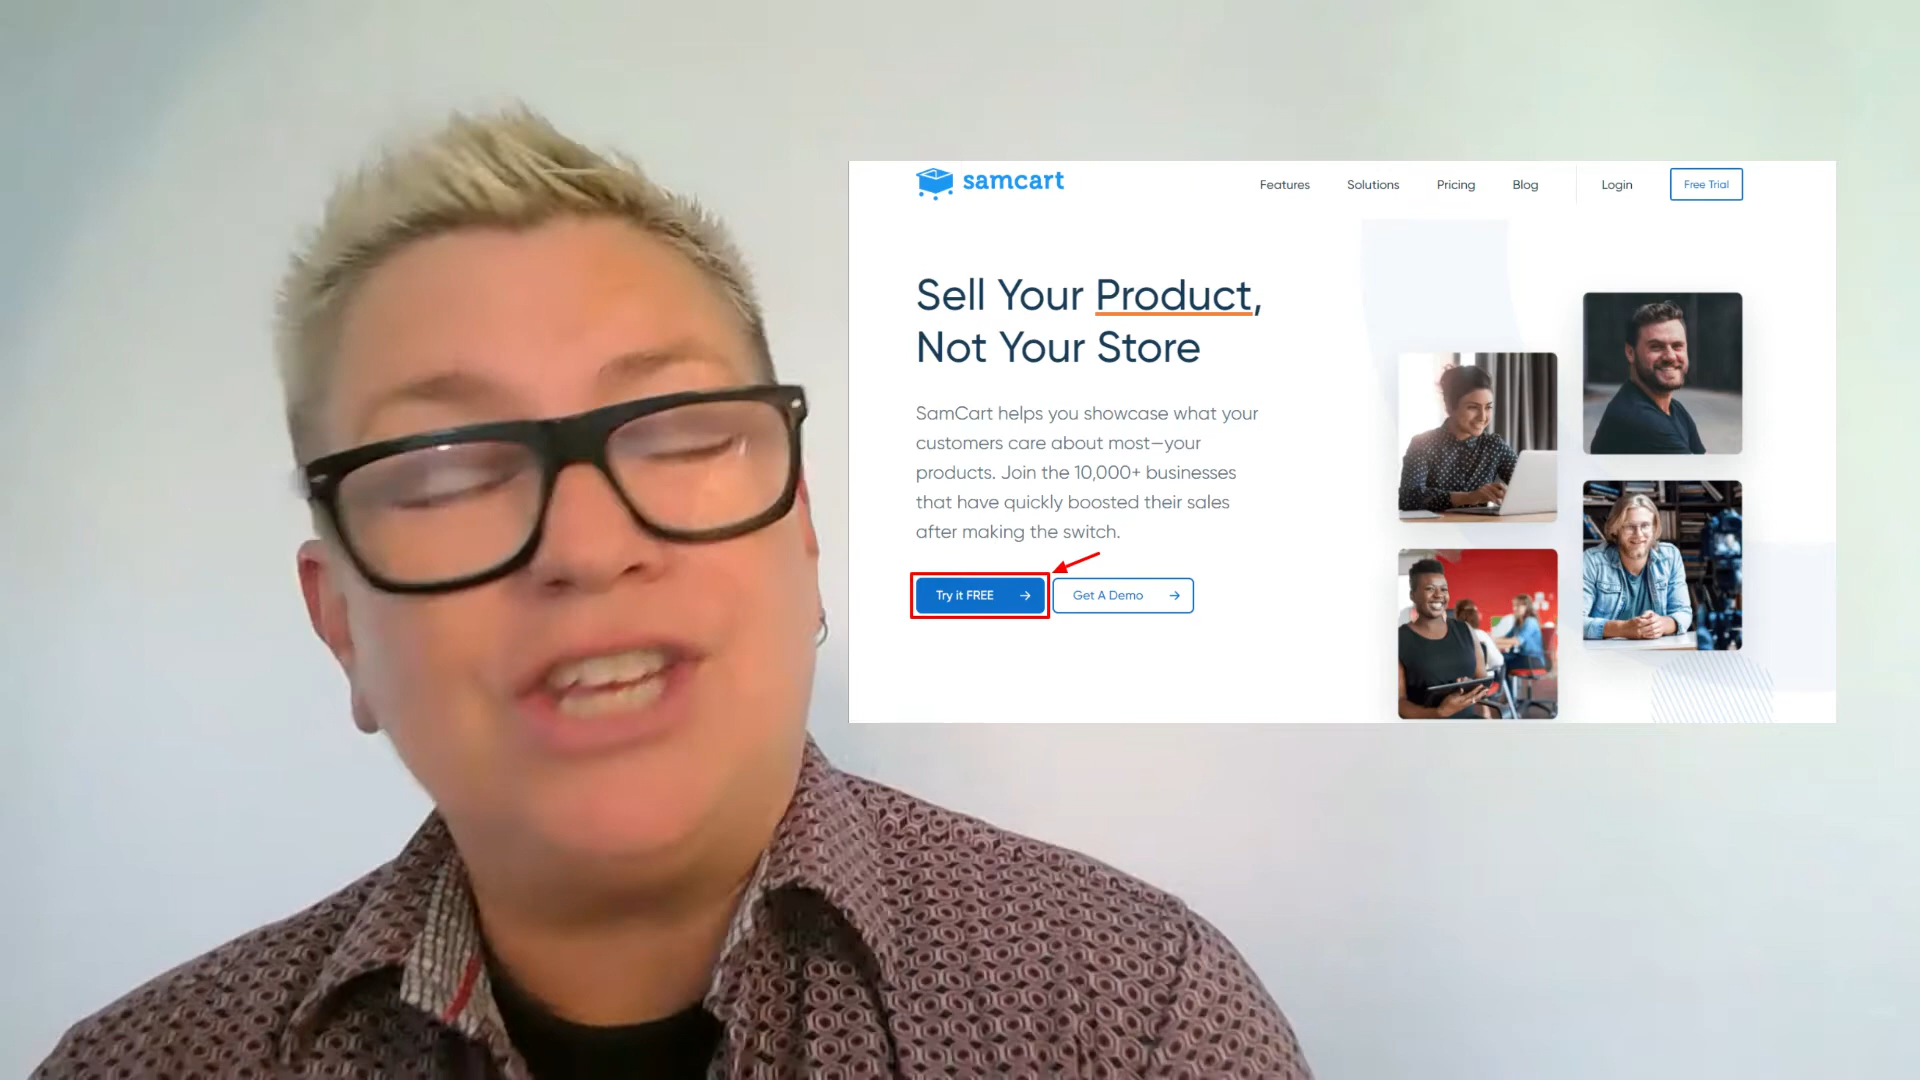 samcart
Features Solutions Pricing Blog Login Free Trial
Sell Your Product,
Not Your Store
SamCart helps you showcase what your
customers care about most—your
products. Join the 10,000+ businesses
that have quickly boosted their sales
after making the switch.
Try it FREE → Get A Demo →